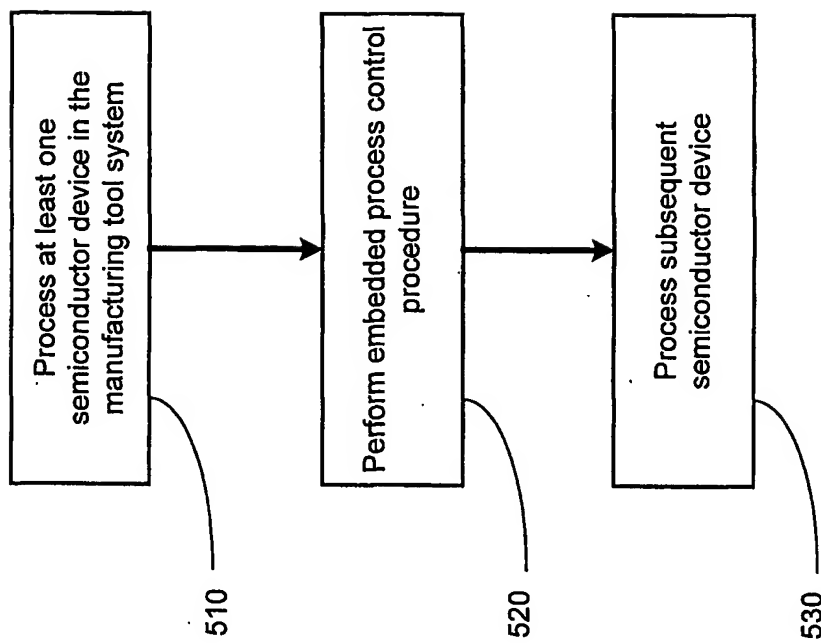 Process at least one
semiconductor device in the
manufacturing tool system
510
Perform embedded process control
procedure
520
Process subsequent
semiconductor device
530